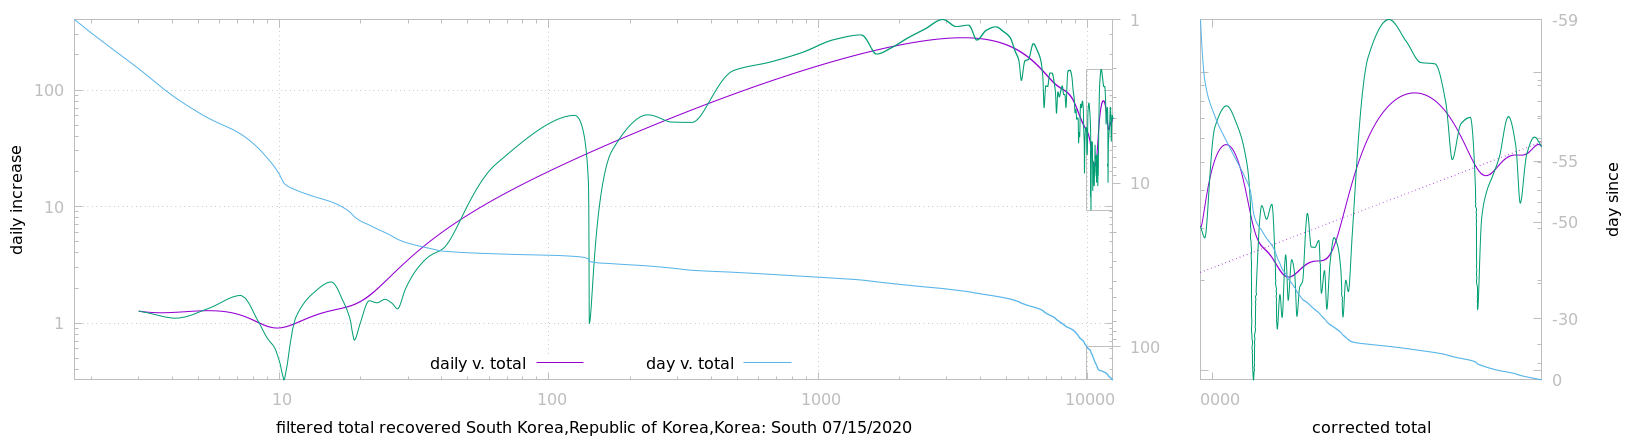 1
-59
100
daily increase
10
-55
10
-50
day since
1
-30
daily v. total
day v. total
100
0
10
100
1000
10000
0000
filtered total recovered South Korea,Republic of Korea,Korea: South 07/15/2020
corrected total